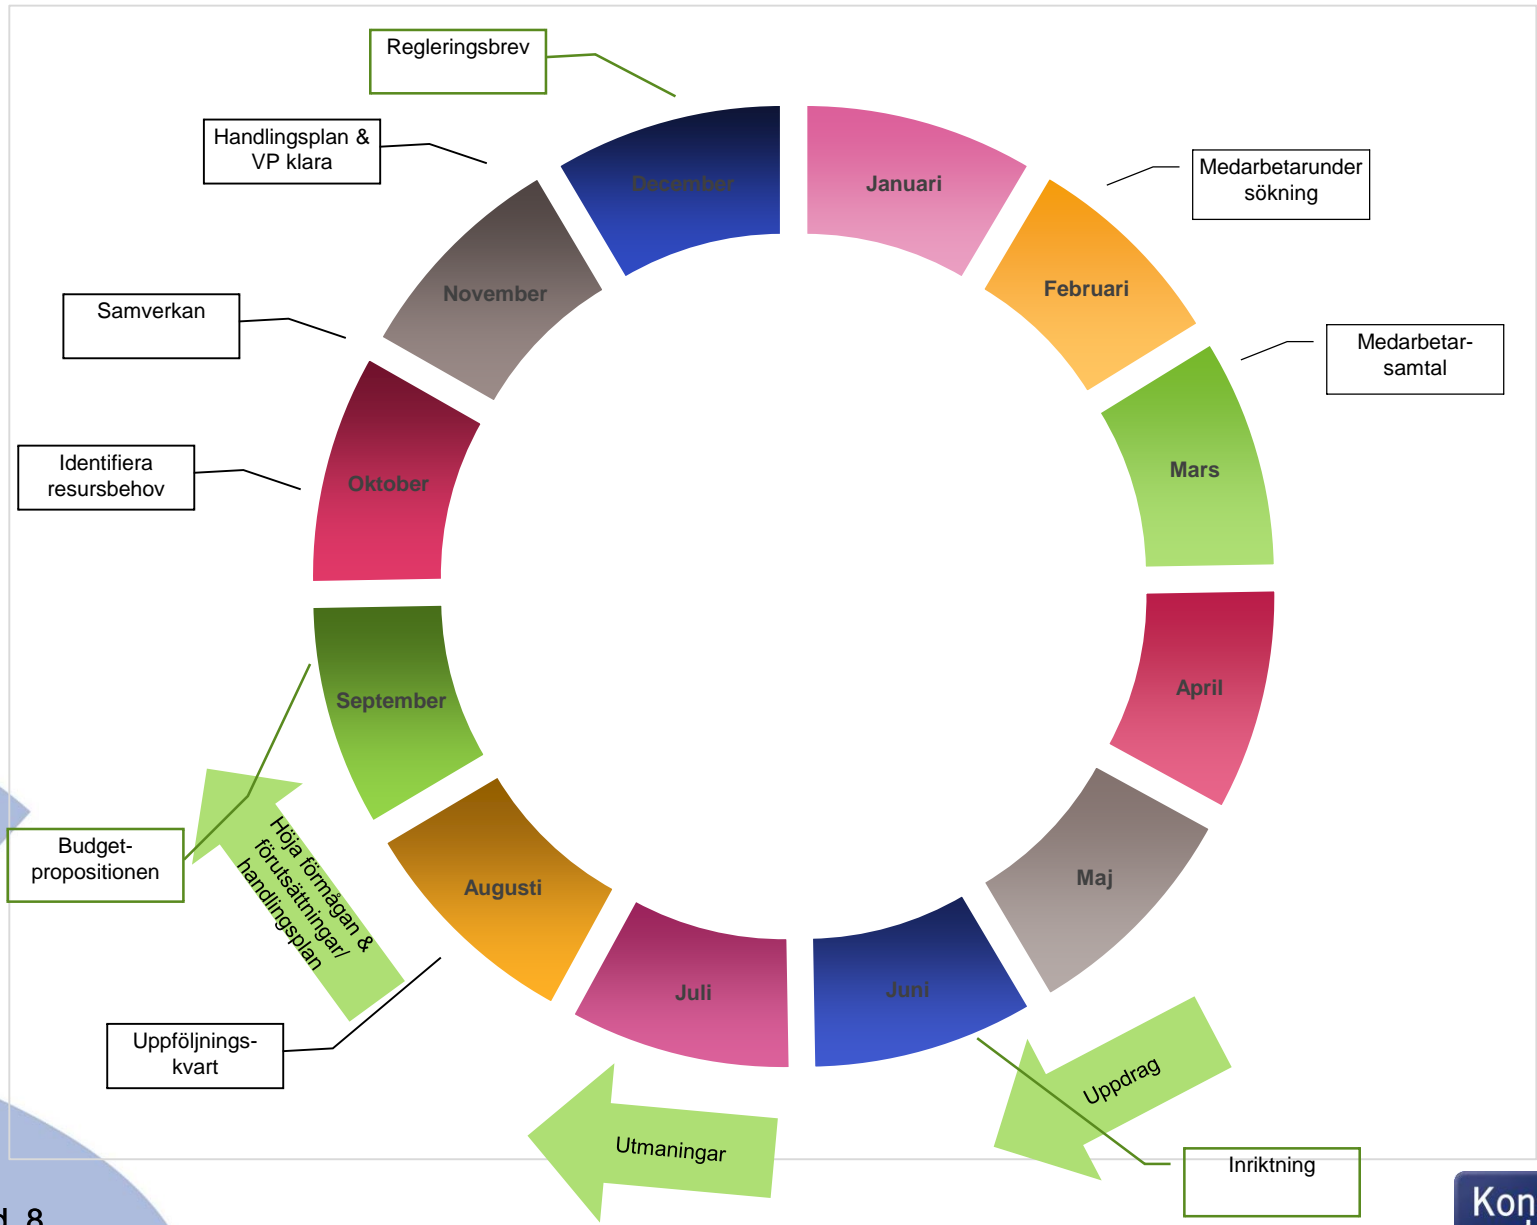 Regleringsbrev
Handlingsplan &
VP klara
December
Januari
Medarbetarunder
sökning
November
Februari
Samverkan
Medarbetar-
samtal
Identifiera
resursbehov
Oktober
Mars
September
April
Budget-
propositionen
Höja förmågan &
förutsättningar/
handlingsplan
Augusti
Maj
Juli
Juni
Uppföljnings-
kvart
Uppdrag
Utmaningar
Inriktning
8
Kon